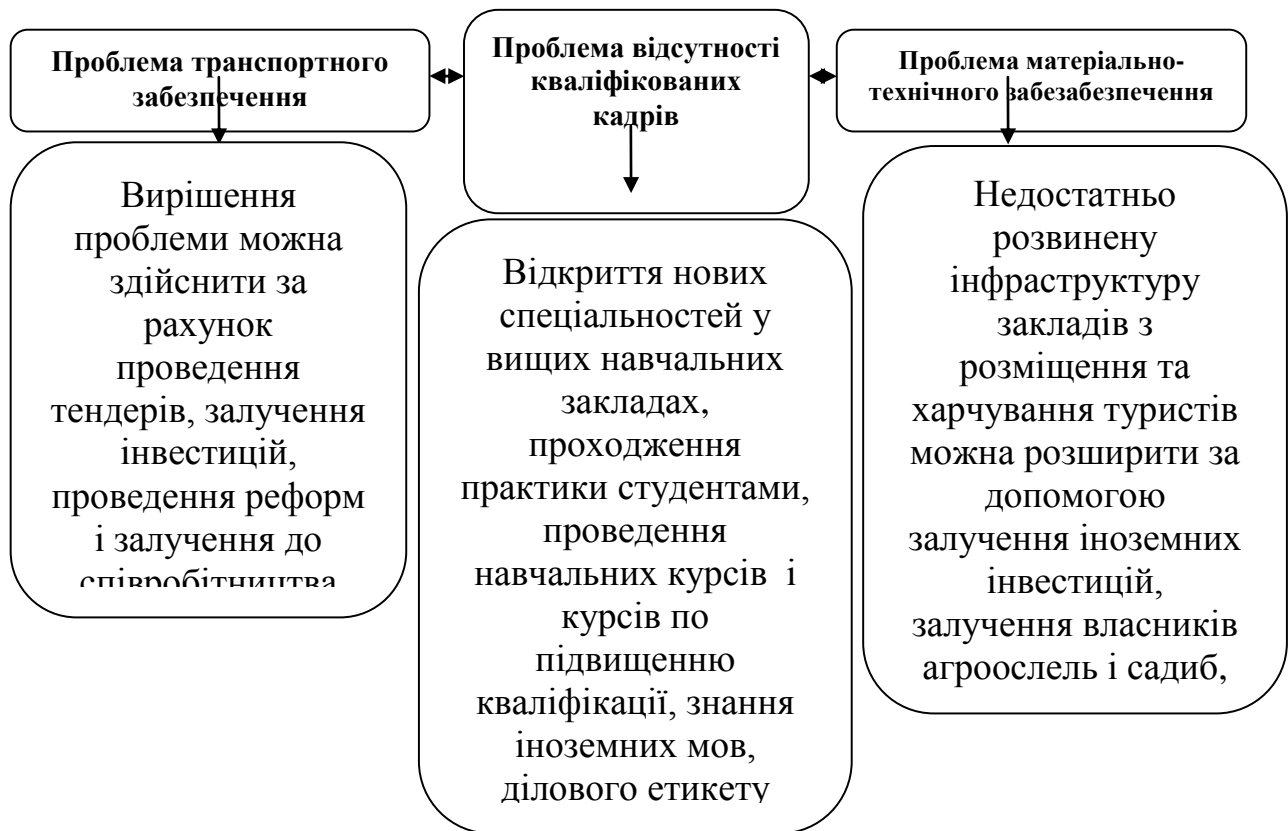 Проблема транспортного
забезпечення
Проблема відсутності
кваліфікованих
кадрів
Проблема матеріально-
технічного забезабезпечення
Вирішення
проблеми можна
здійснити за
рахунок
проведення
тендерів, залучення
інвестицій,
проведення реформ
і залучення до
співробітництва
Відкриття нових
спеціальностей у
вищих навчальних
закладах,
проходження
практики студентами,
проведення
навчальних курсів і
курсів по
підвищенню
кваліфікації, знання
іноземних мов,
ділового етикету
Недостатньо
розвинену
інфраструктуру
закладів з
розміщення та
харчування туристів
можна розширити за
допомогою
залучення іноземних
інвестицій,
залучення власників
агроослель і садиб,